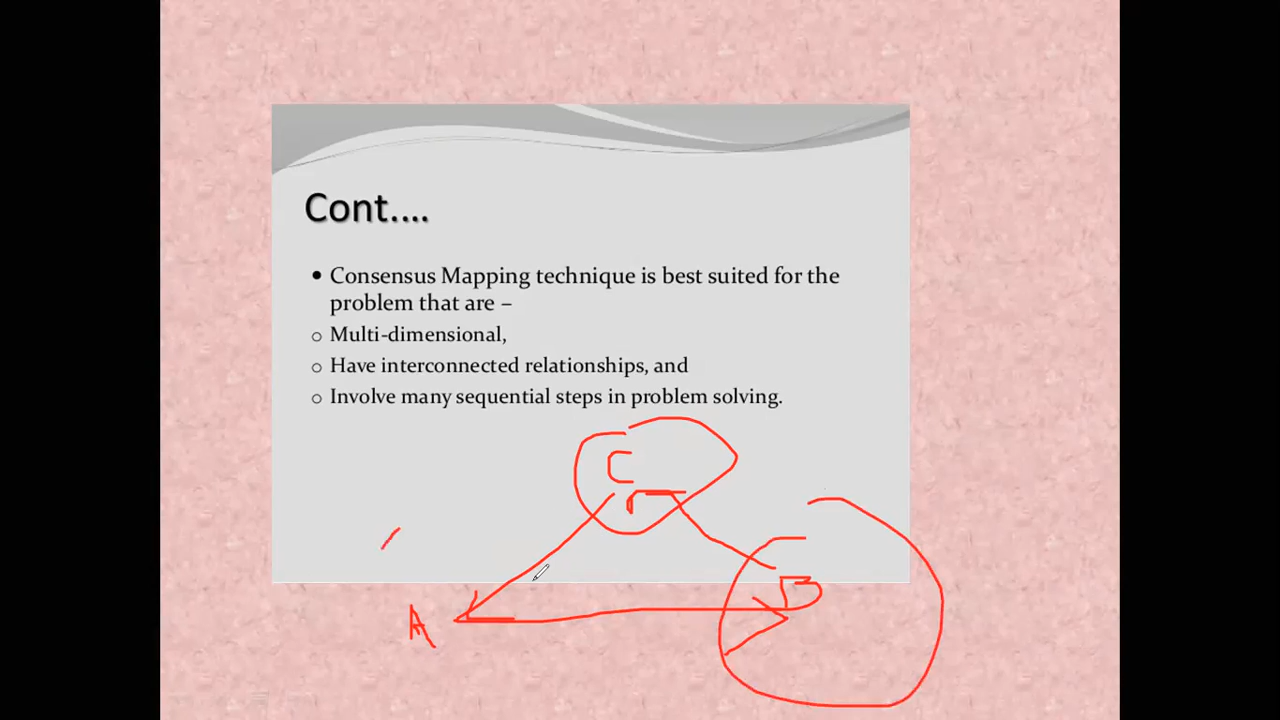 Cont....
• Consensus Mapping technique is best suited for the
problem that are –
o Multi-dimensional,
o Have interconnected relationships, and
o Involve many sequential steps in problem solving.
C
B
A